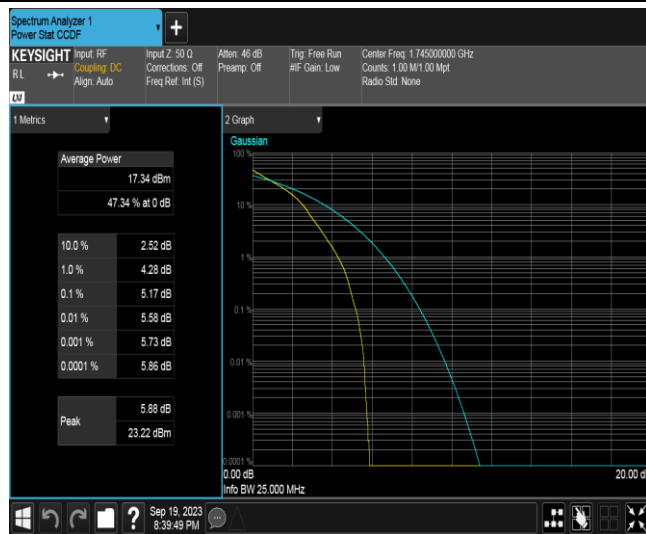 Spectrum Analyzer 1
Power Stat CCDF
+
KEYSIGHT
RL
LXI
Input: RF
Coupling: DC
Align: Auto
Input Z: 50 Ω
Corrections: Off
Freq Ref: Int (S)
Atten: 46 dB
Preamp: Off
Trig: Free Run
#IF Gain: Low
Center Freq: 1.745000000 GHz
Counts: 1.00 M/1.00 Mpt
Radio Std: None
1 Metrics
Average Power
17.34 dBm
47.34 % at 0 dB
10.0 % 2.52 dB
1.0 % 4.28 dB
0.1 % 5.17 dB
0.01 % 5.58 dB
0.001 % 5.73 dB
0.0001 % 5.86 dB
Peak
5.88 dB
23.22 dBm
2 Graph
Gaussian
100 %
10 %
1 %
0.1 %
0.01 %
0.001 %
0.0001 %
0.00 dB
20.00 d
Info BW 25.000 MHz
?
Sep 19, 2023
8:39:49 PM